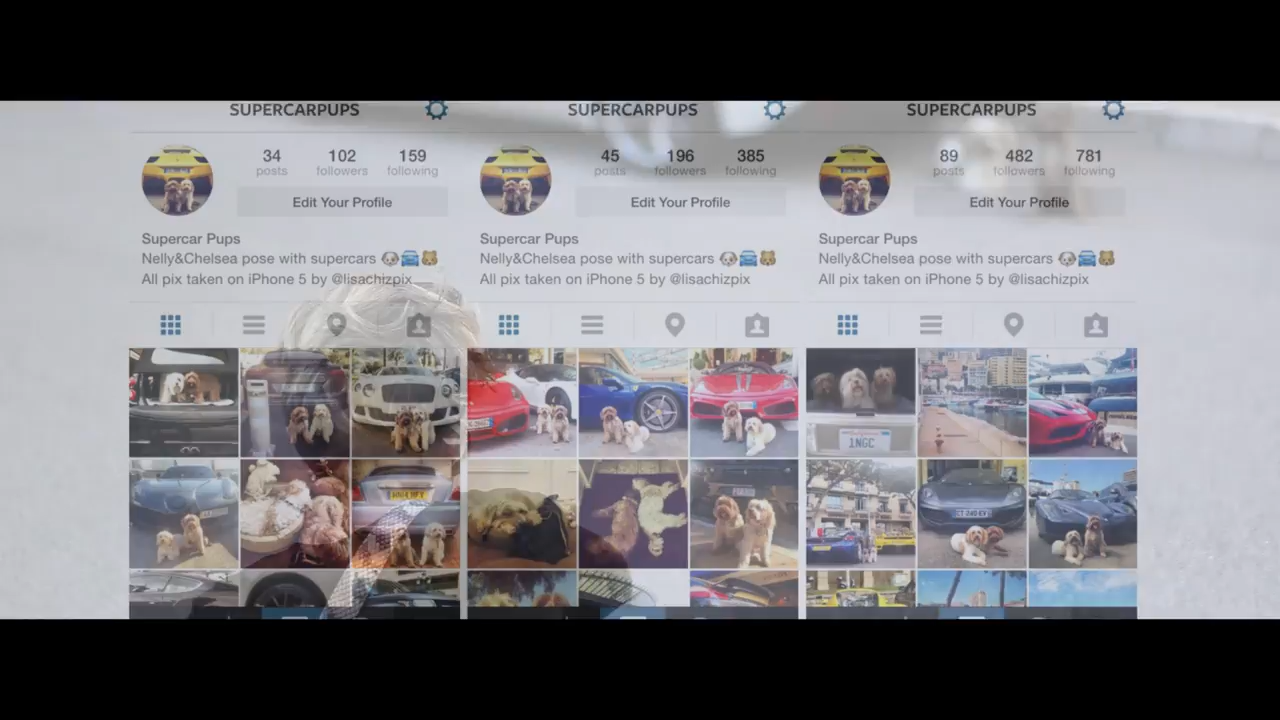 SUPERCARPUPS
34 102 159
posts followers following
Edit Your Profile
Supercar Pups
Nelly&Chelsea pose with supercars 🐶🚘🐻
All pix taken on iPhone 5 by @lisachizpix
SUPERCARPUPS
45 196 385
posts followers following
Edit Your Profile
Supercar Pups
Nelly&Chelsea pose with supercars 🐶🚘🐻
All pix taken on iPhone 5 by @lisachizpix
SUPERCARPUPS
89 482 781
posts followers following
Edit Your Profile
Supercar Pups
Nelly&Chelsea pose with supercars 🐶🚘🐻
All pix taken on iPhone 5 by @lisachizpix
1NGC